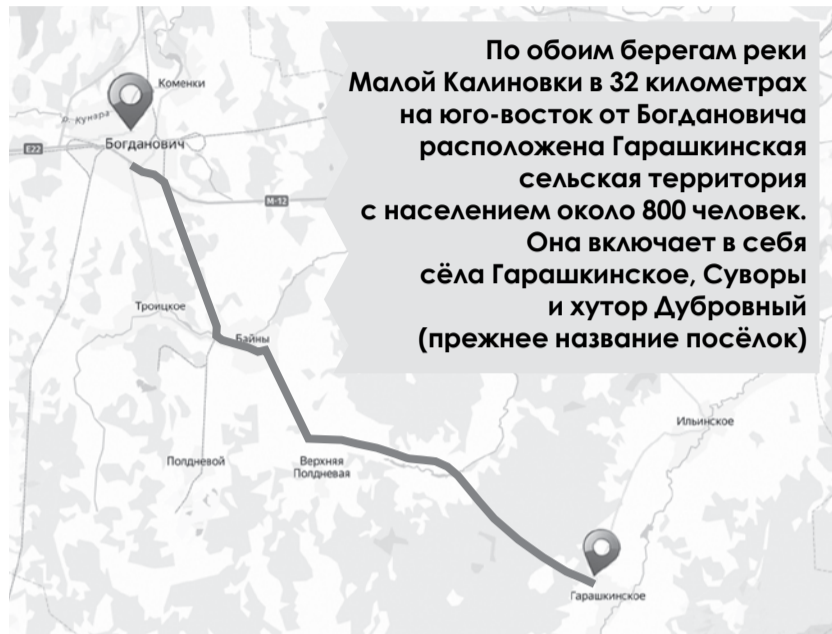 По обоим берегам реки
Малой Калиновки в 32 километрах
на юго-восток от Богдановича
расположена Гарашкинская
сельская территория
с населением около 800 человек.
Она включает в себя
сёла Гарашкинское, Суворы
и хутор Дубровный
(прежнее название посёлок)
Коменки
р. Кунара
Богданович
E22
М-12
Троицкое
Байны
Ильинское
Полдневой
Верхняя
Полдневая
Гарашкинское